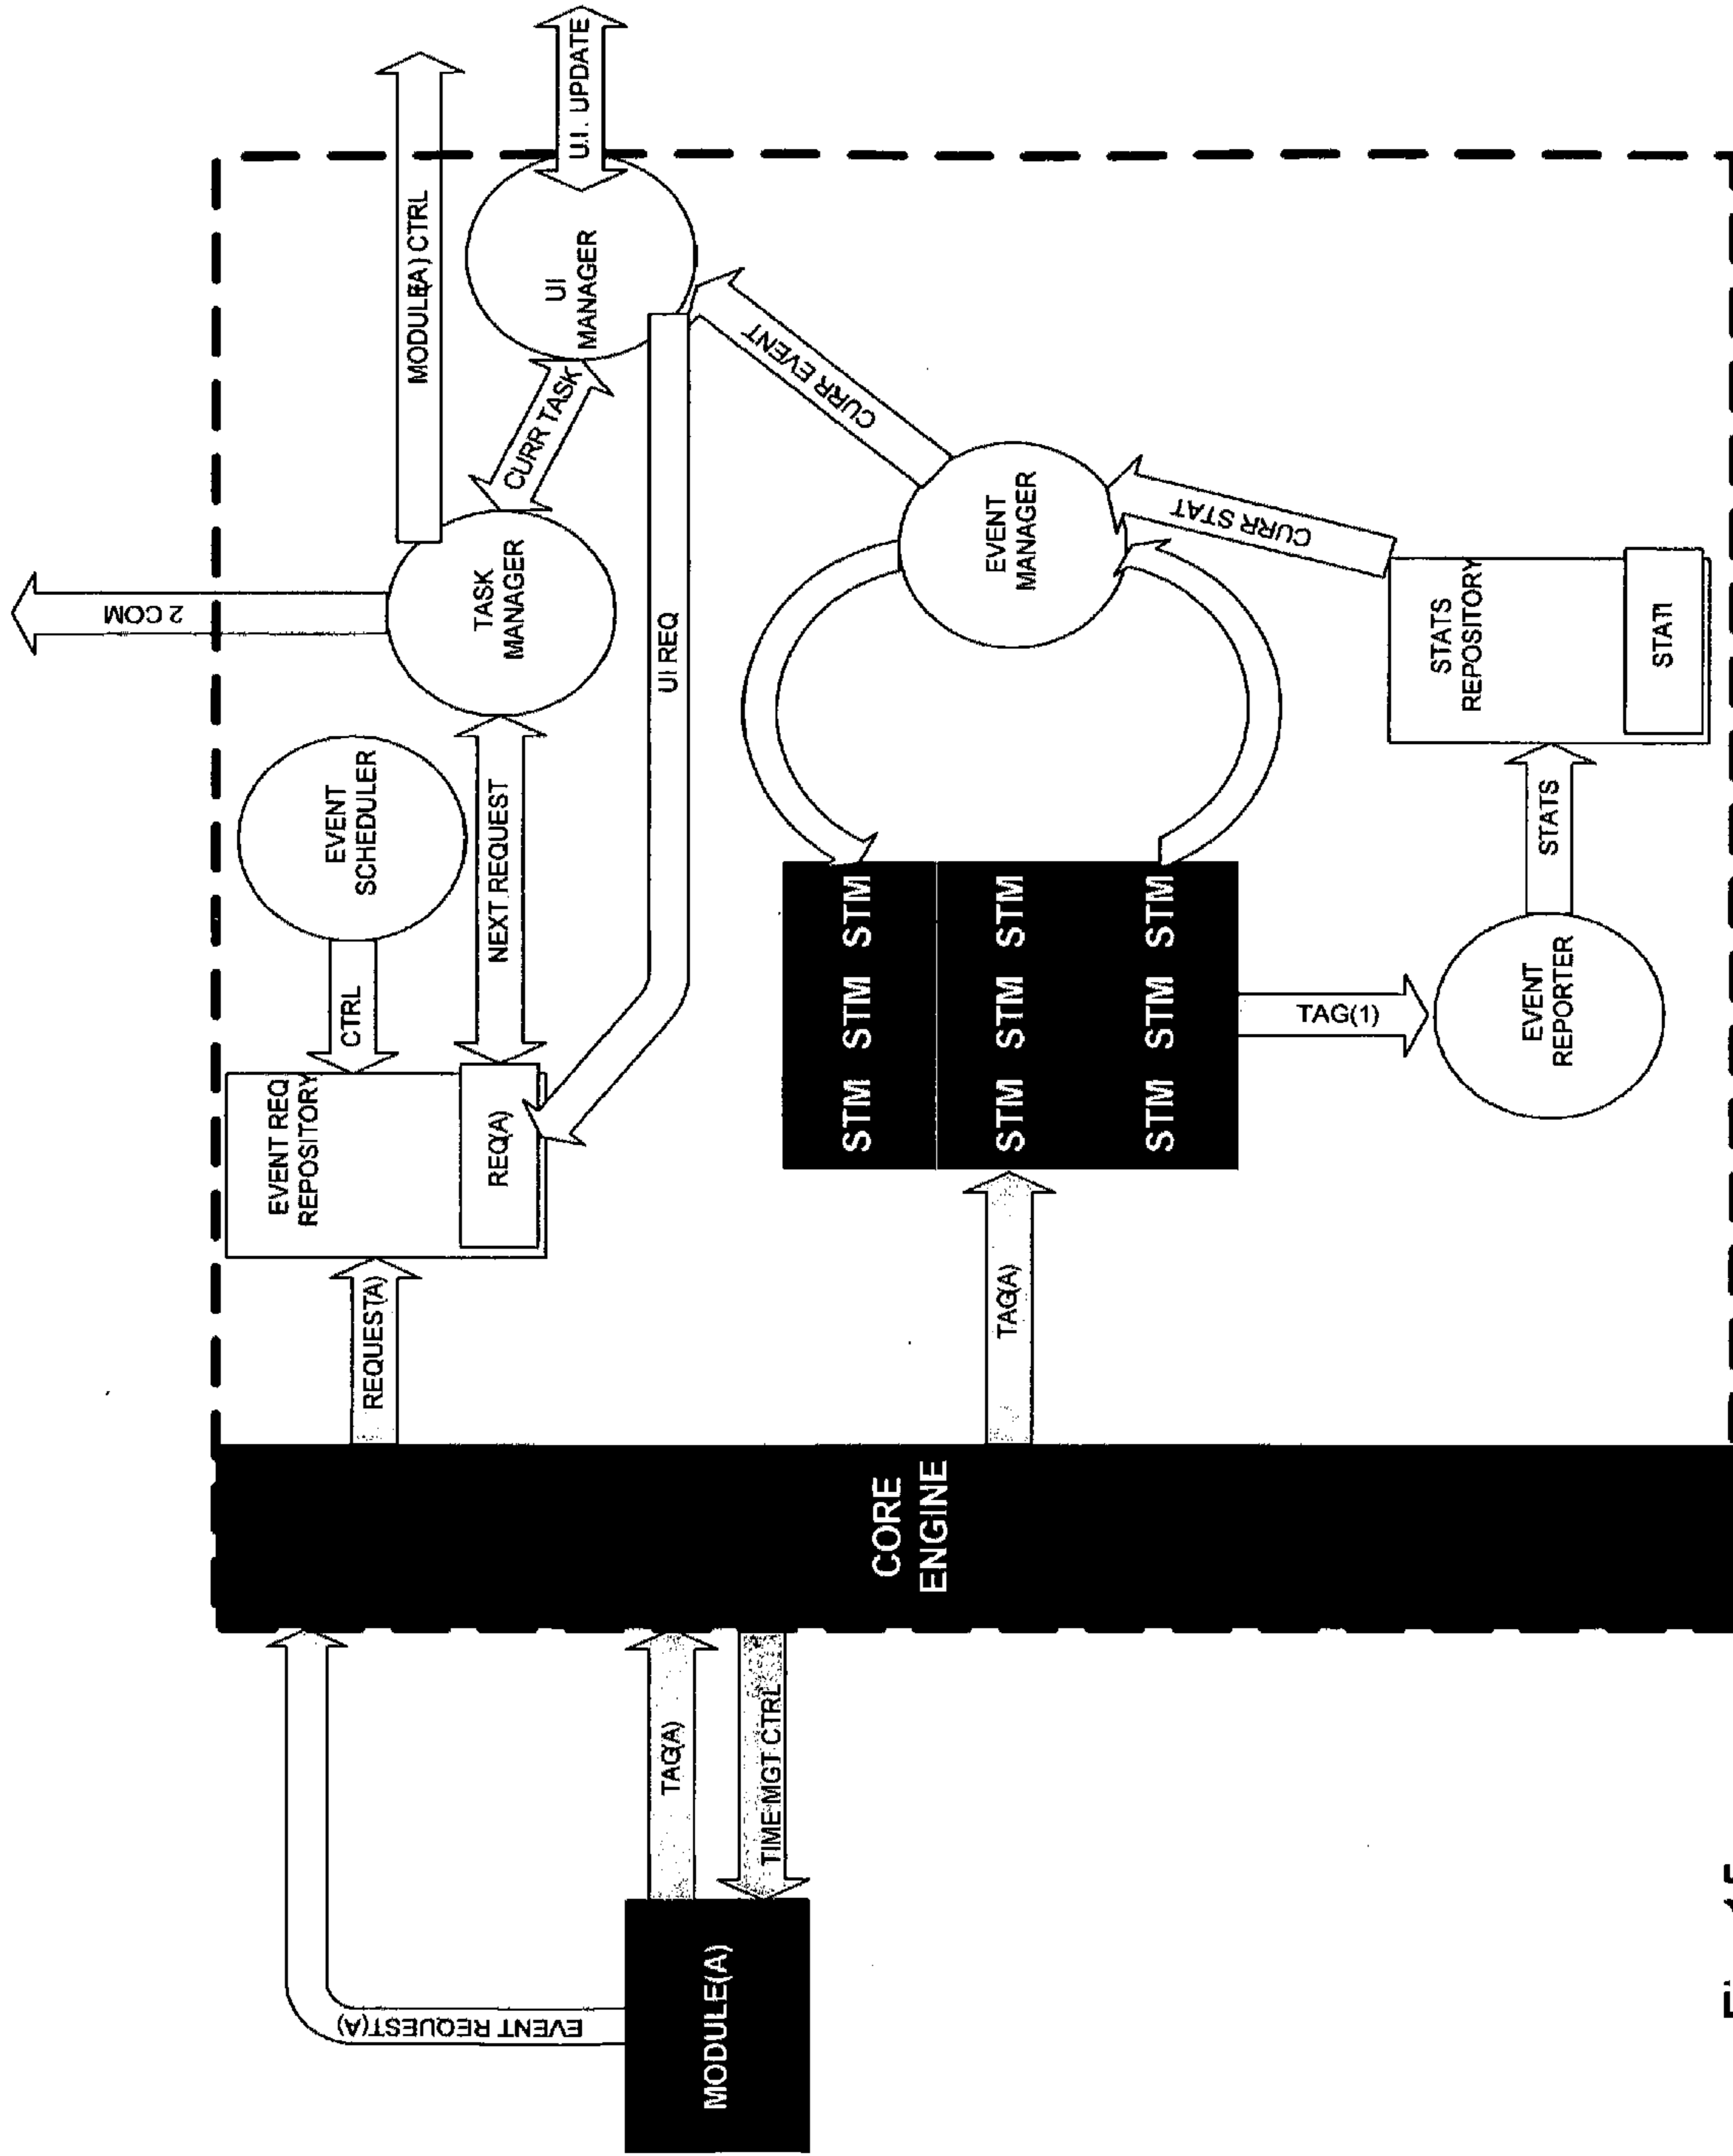 EVENT REQUEST(A)
MODULE(A)
TAG(A)
TIME MGT CTRL
CORE
ENGINE
REQUEST(A)
EVENT REQ
REPOSITORY
REQ(A)
CTRL
EVENT
SCHEDULER
NEXT REQUEST
TASK
MANAGER
2 COM
MODULE(A) CTRL
CURR TASK
UI
MANAGER
U.I. UPDATE
UI REQ
TAG(A)
STM STM STM
STM STM STM
STM STM STM
EVENT
MANAGER
CURR EVENT
CURR STAT
TAG(1)
EVENT
REPORTER
STATS
STATS
REPOSITORY